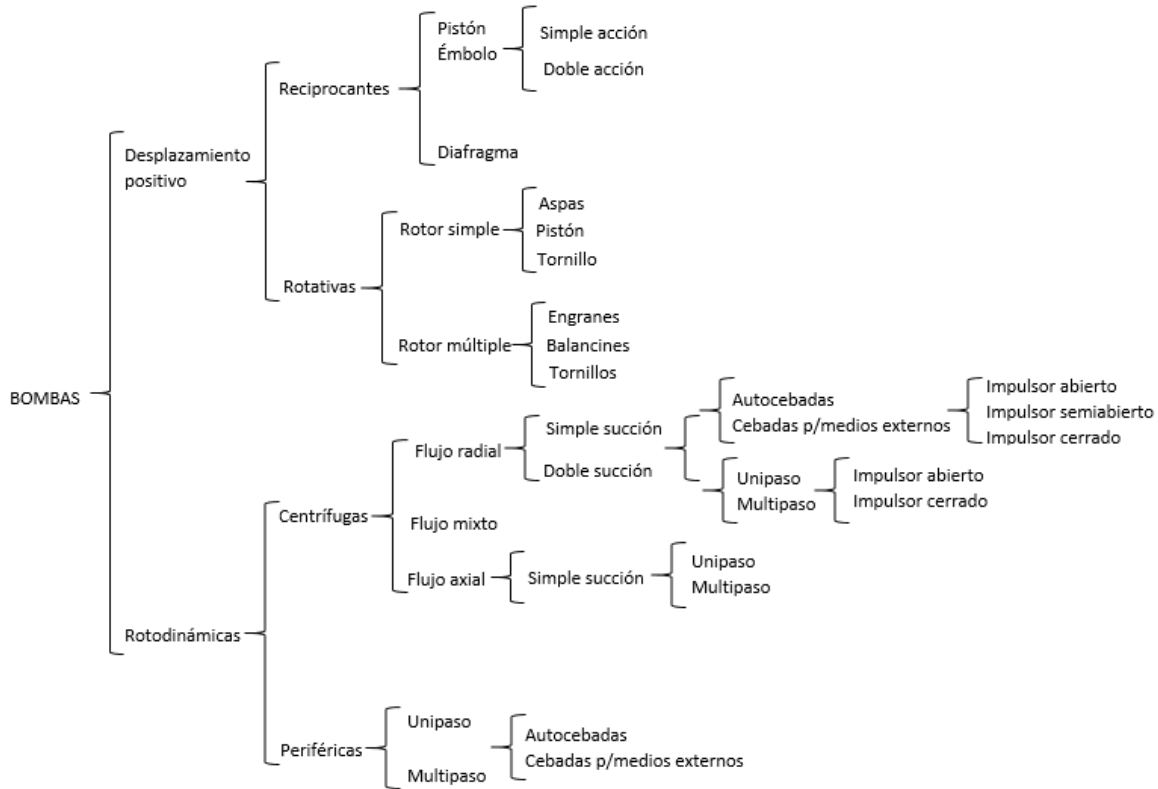 Pistón
Émbolo
Simple acción
Doble acción
Reciprocantes
Diafragma
Desplazamiento
positivo
Aspas
Rotor simple
Pistón
Tornillo
Rotativas
Engranes
Rotor múltiple
Balancines
Tornillos
BOMBAS
Autocebadas
Cebadas p/medios externos
Impulsor abierto
Impulsor semiabierto
Impulsor cerrado
Simple succión
Flujo radial
Doble succión
Unipaso
Multipaso
Impulsor abierto
Impulsor cerrado
Centrífugas
Flujo mixto
Flujo axial
Simple succión
Unipaso
Multipaso
Rotodinámicas
Unipaso
Periféricas
Multipaso
Autocebadas
Cebadas p/medios externos